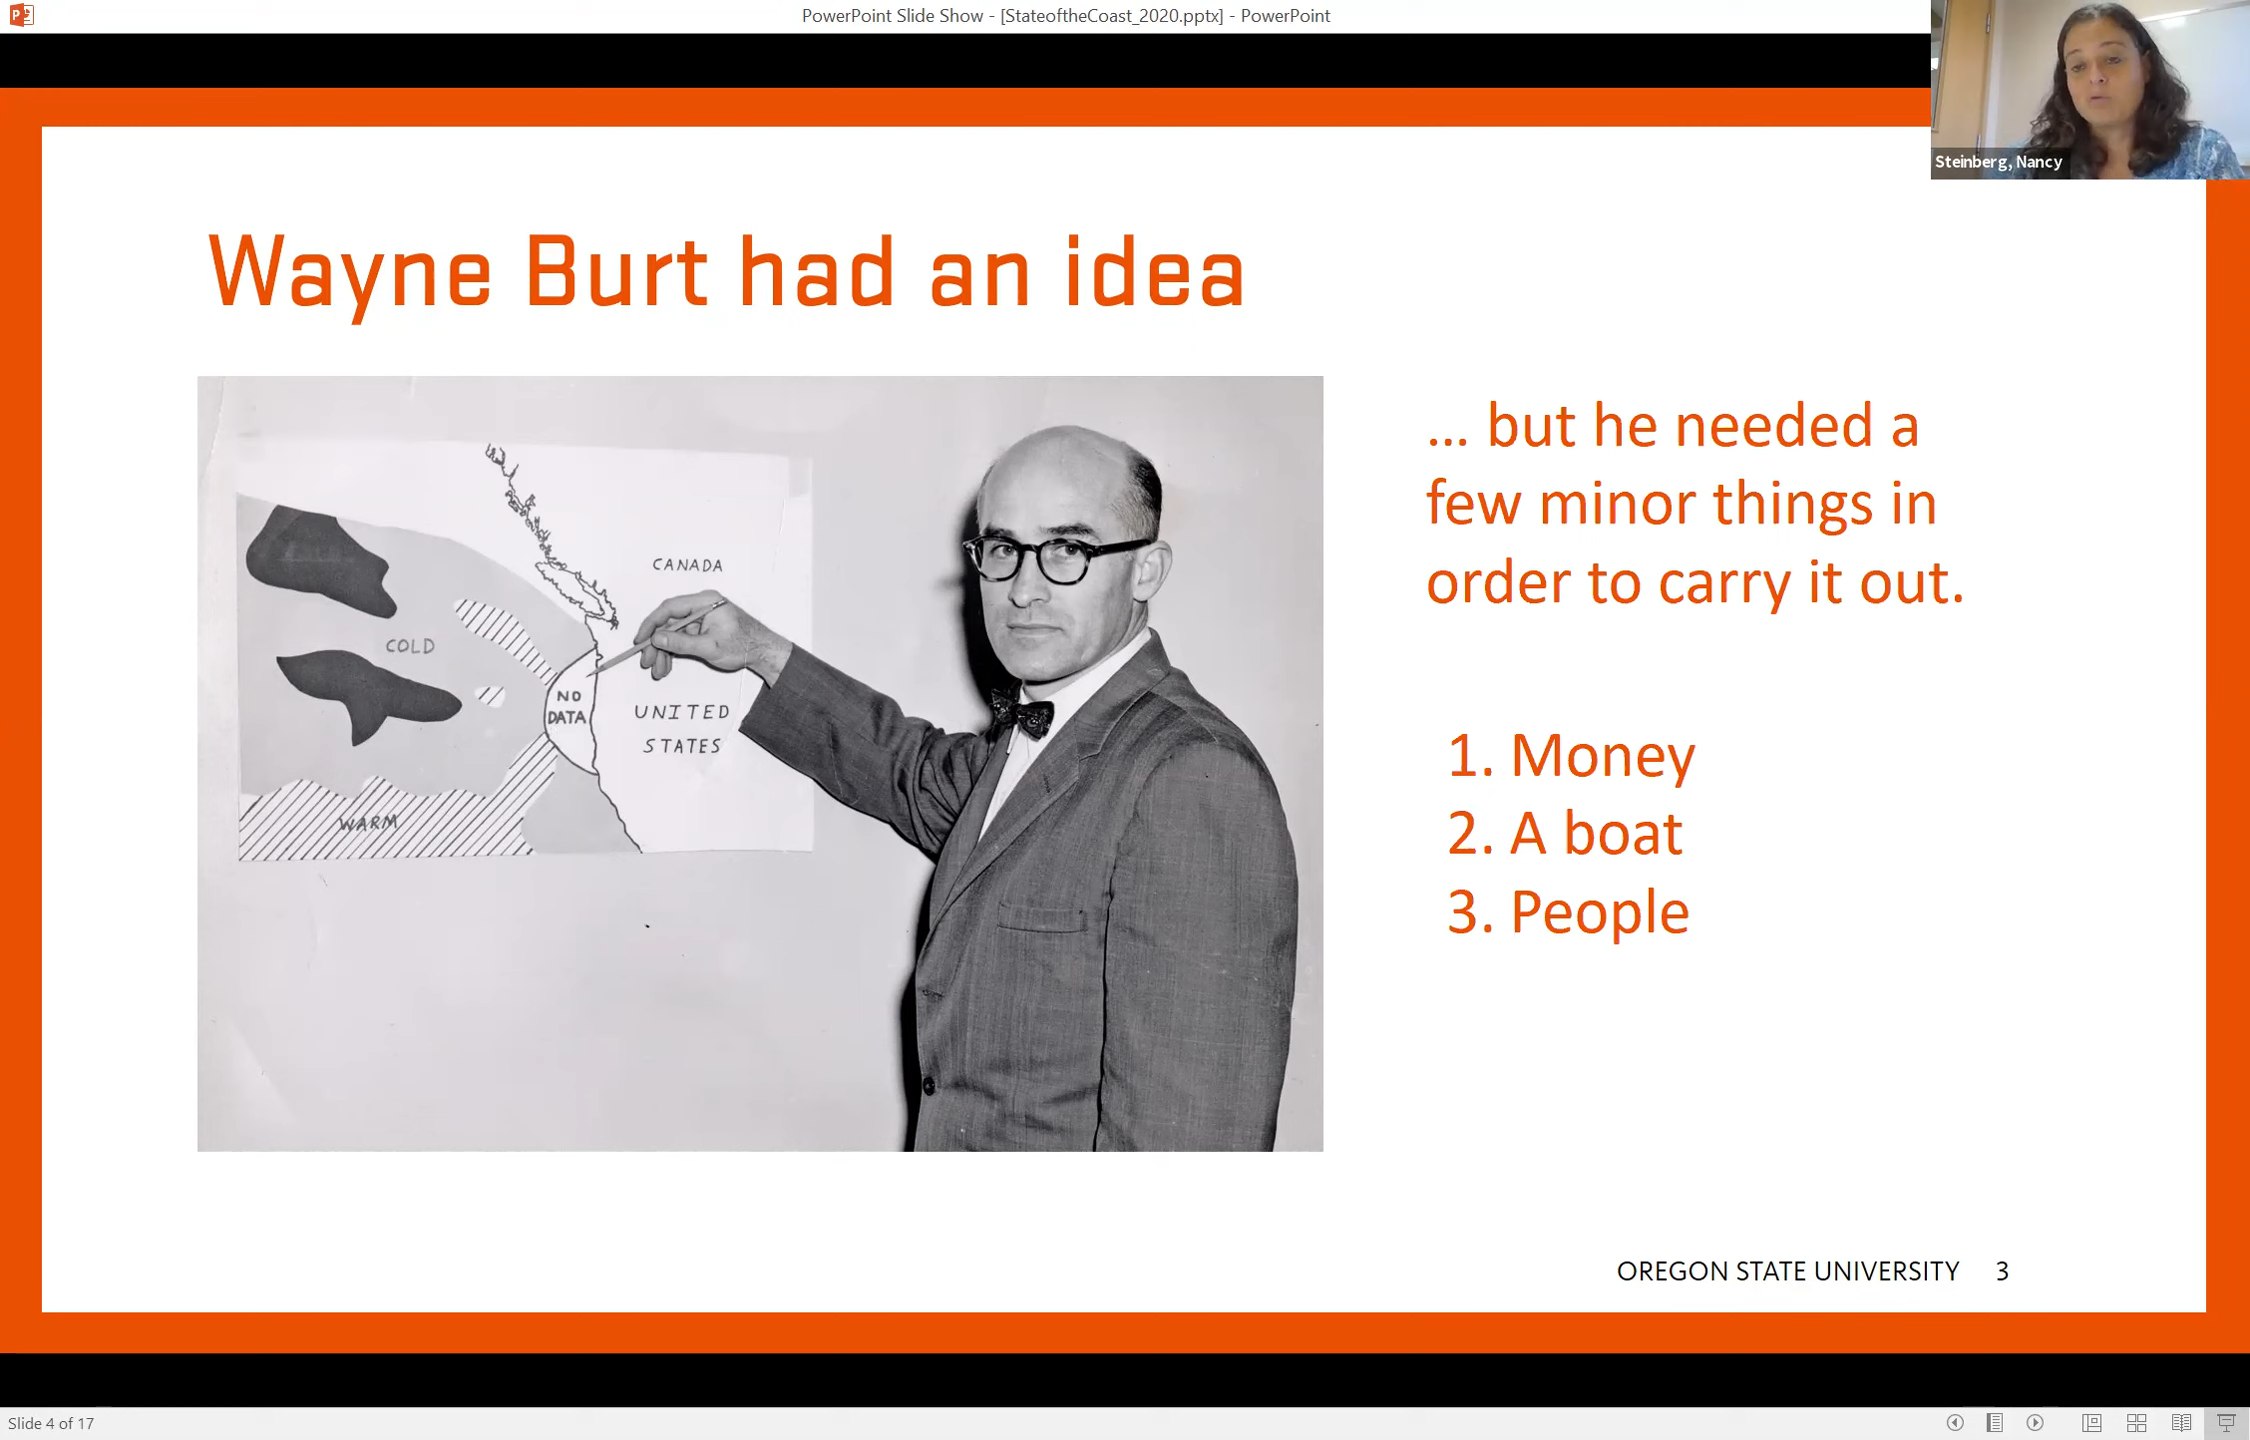 PowerPoint Slide Show - [StateoftheCoast_2020.pptx] - PowerPoint
Steinberg, Nancy
Wayne Burt had an idea
CANADA
COLD
NO
DATA
UNITED
STATES
WARM
... but he needed a
few minor things in
order to carry it out.
1. Money
2. A boat
3. People
OREGON STATE UNIVERSITY 3
Slide 4 of 17